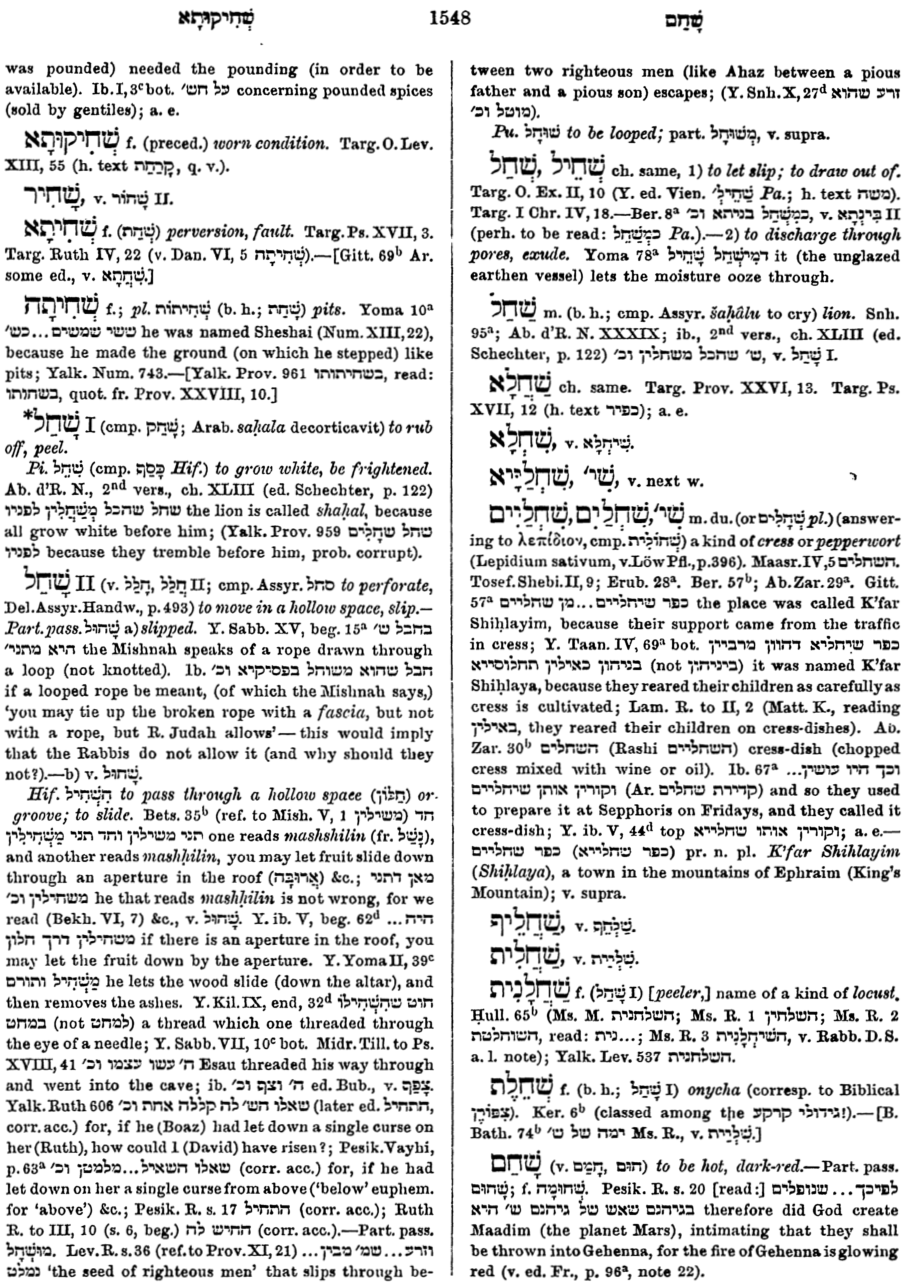 שְׁחִיקוּתָא
1548
שָׁחַם
was pounded) needed the pounding (in order to be
available). Ib. I, 3ᶜ bot. על חש' concerning pounded spices
(sold by gentiles); a. e.
שְׁחִיקוּתָא f. (preced.) worn condition. Targ. O. Lev.
XIII, 55 (h. text קָרַחַת, q. v.).
שָׁחִיר, v. שָׁחוֹר II.
שְׁחִיתָא f. (שְׁחַת) perversion, fault. Targ. Ps. XVII, 3.
Targ. Ruth IV, 22 (v. Dan. VI, 5 שְׁחִיתָה).—[Gitt. 69ᵇ Ar.
some ed., v. שַׁחֲתָא.]
שְׁחִיתָה f.; pl. שְׁחִיתוֹת (b. h.; שָׁחַת) pits. Yoma 10ᵃ
ששי שמשים...כש' he was named Sheshai (Num. XIII, 22),
because he made the ground (on which he stepped) like
pits; Yalk. Num. 743.—[Yalk. Prov. 961 בשחיתותו, read:
בשחותו, quot. fr. Prov. XXVIII, 10.]
*שָׁחַל I (cmp. שָׁחַק; Arab. saḥala decorticavit) to rub
off, peel.
Pi. שִׁחֵל (cmp. כָּסַף Hif.) to grow white, be frightened.
Ab. d'R. N., 2ⁿᵈ vers., ch. XLIII (ed. Schechter, p. 122)
שחל שהכל מְשַׁחֲלִין לפניו the lion is called shaḥal, because
all grow white before him; (Yalk. Prov. 959 שחל שחלים
לפניו because they tremble before him, prob. corrupt).
שָׁחַל II (v. חֲלַל, חָלַל II; cmp. Assyr. סחל to perforate,
Del. Assyr. Handw., p. 493) to move in a hollow space, slip.—
Part. pass. שָׁחוּל a) slipped. Y. Sabb. XV, beg. 15ᵃ בחבל ש'
היא מתני' the Mishnah speaks of a rope drawn through
a loop (not knotted). Ib. חבל שהוא משוחל בפסיקיא וכ'
if a looped rope be meant, (of which the Mishnah says,)
'you may tie up the broken rope with a fascia, but not
with a rope, but R. Judah allows'—this would imply
that the Rabbis do not allow it (and why should they
not?).—b) v. שָׁחוּל.
Hif. הִשְׁחִיל to pass through a hollow space (חַלּוֹן) or
groove; to slide. Bets. 35ᵇ (ref. to Mish. V, 1 משילין) חד
תני משילין וחד תני מַשְׁחִילִין one reads mashshilin (fr. נָשַׁל),
and another reads mashḥilin, you may let fruit slide down
through an aperture in the roof (אֲרוּבָּה) &c.; מאן דתני
משחילין וכ' he that reads mashḥilin is not wrong, for we
read (Bekh. VI, 7) &c., v. שָׁחוּל. Y. ib. V, beg. 62ᵈ היה...
משחילין דרך חלון if there is an aperture in the roof, you
may let the fruit down by the aperture. Y. Yoma II, 39ᶜ
מַשְׁחִיל ותורם he lets the wood slide (down the altar), and
then removes the ashes. Y. Kil. IX, end, 32ᵈ חוט שהִשְׁחִילוֹ
במחט (not למחט) a thread which one threaded through
the eye of a needle; Y. Sabb. VII, 10ᶜ bot. Midr. Till. to Ps.
XVIII, 41 ה' עשו עצמו וכ' Esau threaded his way through
and went into the cave; ib. ה' וצף וכ' ed. Bub., v. צָפַף.
Yalk. Ruth 606 שאלו הש' לה קללה אחת וכ' (later ed. התחיל,
corr. acc.) for, if he (Boaz) had let down a single curse on
her (Ruth), how could I (David) have risen?; Pesik. Vayhi,
p. 63ᵃ שאלו השאיל...מלמטן וכ' (corr. acc.) for, if he had
let down on her a single curse from above ('below' euphem.
for 'above') &c.; Pesik. R. s. 17 התחיל (corr. acc.); Ruth
R. to III, 10 (s. 6, beg.) החיש לה (corr. acc.).—Part. pass.
מוּשְׁחָל. Lev. R. s. 36 (ref. to Prov. XI, 21) וזרע...שמ' מבין...
נמלט 'the seed of righteous men' that slips through be-
tween two righteous men (like Ahaz between a pious
father and a pious son) escapes; (Y. Snh. X, 27ᵈ זרע שהוא
מוטל וכ').
Pu. שׁוּחַל to be looped; part. מְשׁוּחָל, v. supra.
שְׁחֵיל, שְׁחַל ch. same, 1) to let slip; to draw out of.
Targ. O. Ex. II, 10 (Y. ed. Vien. שַׁחֵיל' Pa.; h. text משה).
Targ. I Chr. IV, 18.—Ber. 8ᵃ כִּמְשַׁחַל בניתא וכ', v. בִּינְתָא II
(perh. to be read: כמְשַׁחֵל Pa.).—2) to discharge through
pores, exude. Yoma 78ᵃ דמישְׁחַל שָׁחֵיל it (the unglazed
earthen vessel) lets the moisture ooze through.
שַׁחַל m. (b. h.; cmp. Assyr. šaḥâlu to cry) lion. Snh.
95ᵃ; Ab. d'R. N. XXXIX; ib., 2ⁿᵈ vers., ch. XLIII (ed.
Schechter, p. 122) ש' שהכל משחלין וכ', v. שָׁחַל I.
שַׁחֲלָא ch. same. Targ. Prov. XXVI, 13. Targ. Ps.
XVII, 12 (h. text כפיר); a. e.
שִׁחְלָא, v. שִׁיחְלָא.
שִׁחְלַיָּיא, שִׁי', v. next w.
שִׁחְלַיִים, שִׁחְלַיִם, שִׁי' m. du. (or שְׁחָלִים pl.) (answer-
ing to λεπίδιον, cmp. שְׁחוֹלִית) a kind of cress or pepperwort
(Lepidium sativum, v. Löw Pfl., p. 396). Maasr. IV, 5 השחלים.
Tosef. Shebi. II, 9; Erub. 28ᵃ. Ber. 57ᵇ; Ab. Zar. 29ᵃ. Gitt.
57ᵃ כפר שיחליים...מן שחליים the place was called K'far
Shiḥlayim, because their support came from the traffic
in cress; Y. Taan. IV, 69ᵃ bot. כפר שיחליא דהוון מרביין
בניהון כאילין תחלוסייא (not ביניהון) it was named K'far
Shiḥlaya, because they reared their children as carefully as
cress is cultivated; Lam. R. to II, 2 (Matt. K., reading
באילין, they reared their children on cress-dishes). Ab.
Zar. 30ᵇ השחלים (Rashi השחליים) cress-dish (chopped
cress mixed with wine or oil). Ib. 67ᵃ וכך היו עושין...
וקורין אותן שחליים (Ar. קדירת שחלים) and so they used
to prepare it at Sepphoris on Fridays, and they called it
cress-dish; Y. ib. V, 44ᵈ top וקורין אותו שחלייא; a. e.—
כפר שחליים (כפר שחלייא) pr. n. pl. K'far Shihlayim
(Shiḥlaya), a town in the mountains of Ephraim (King's
Mountain); v. supra.
שַׁחֲלֵיף, v. שַׁלְחֵף.
שַׁחֲלִית, v. שְׁלִיַּית.
שַׁחֲלָנִית f. (שָׁחַל I) [peeler,] name of a kind of locust.
Ḥull. 65ᵇ (Ms. M. השלחנית; Ms. R. 1 השלחין; Ms. R. 2
השוחלטת, read: ...נית; Ms. R. 3 הַשִּׁיחְלָנִית, v. Rabb. D. S.
a. l. note); Yalk. Lev. 537 השחלנית.
שְׁחֵלֶת f. (b. h.; שָׁחַל I) onycha (corresp. to Biblical
צִפּוֹרֶן). Ker. 6ᵇ (classed among the גידולי קרקע!).—[B.
Bath. 74ᵇ ימה של ש' Ms. R., v. שְׁלִיַּית.]
שָׁחַם (v. חוּם, חָמַם) to be hot, dark-red.—Part. pass.
שָׁחוּם; f. שְׁחוּמָה. Pesik. R. s. 20 [read:] לפיכך...שנופלים
בגיהנם שאש של גיהנם ש' היא therefore did God create
Maadim (the planet Mars), intimating that they shall
be thrown into Gehenna, for the fire of Gehenna is glowing
red (v. ed. Fr., p. 96ᵃ, note 22).